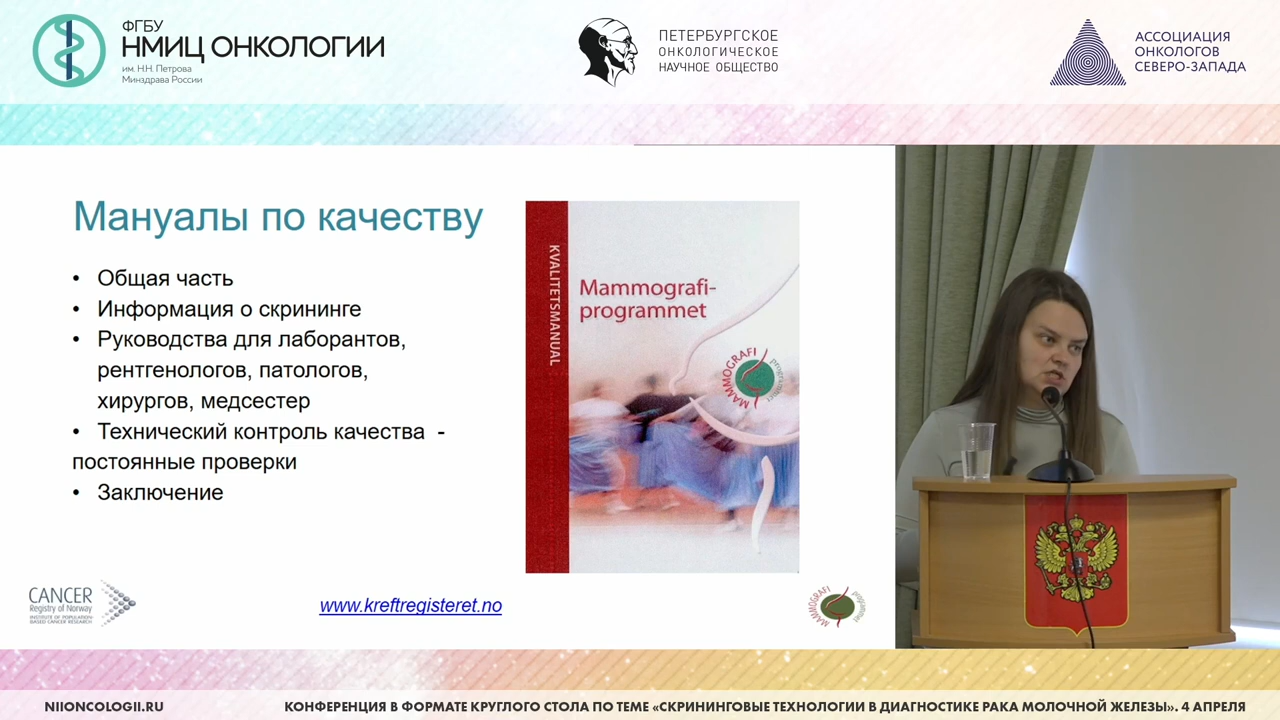 ФГБУ
НМИЦ ОНКОЛОГИИ
им. Н.Н. Петрова
Минздрава России
ПЕТЕРБУРГСКОЕ
ОНКОЛОГИЧЕСКОЕ
НАУЧНОЕ ОБЩЕСТВО
АССОЦИАЦИЯ
ОНКОЛОГОВ
СЕВЕРО-ЗАПАДА
Мануалы по качеству
• Общая часть
• Информация о скрининге
• Руководства для лаборантов,
рентгенологов, патологов,
хирургов, медсестер
• Технический контроль качества -
постоянные проверки
• Заключение
KVALITETSMANUAL
Mammografi-
programmet
MAMMOGRAFI
programmet
CANCER
Registry of Norway
INSTITUTE OF POPULATION-
BASED CANCER RESEARCH
www.kreftregisteret.no
MAMMOGRAFI
programmet
NIIONCOLOGII.RU
КОНФЕРЕНЦИЯ В ФОРМАТЕ КРУГЛОГО СТОЛА ПО ТЕМЕ «СКРИНИНГОВЫЕ ТЕХНОЛОГИИ В ДИАГНОСТИКЕ РАКА МОЛОЧНОЙ ЖЕЛЕЗЫ». 4 АПРЕЛЯ